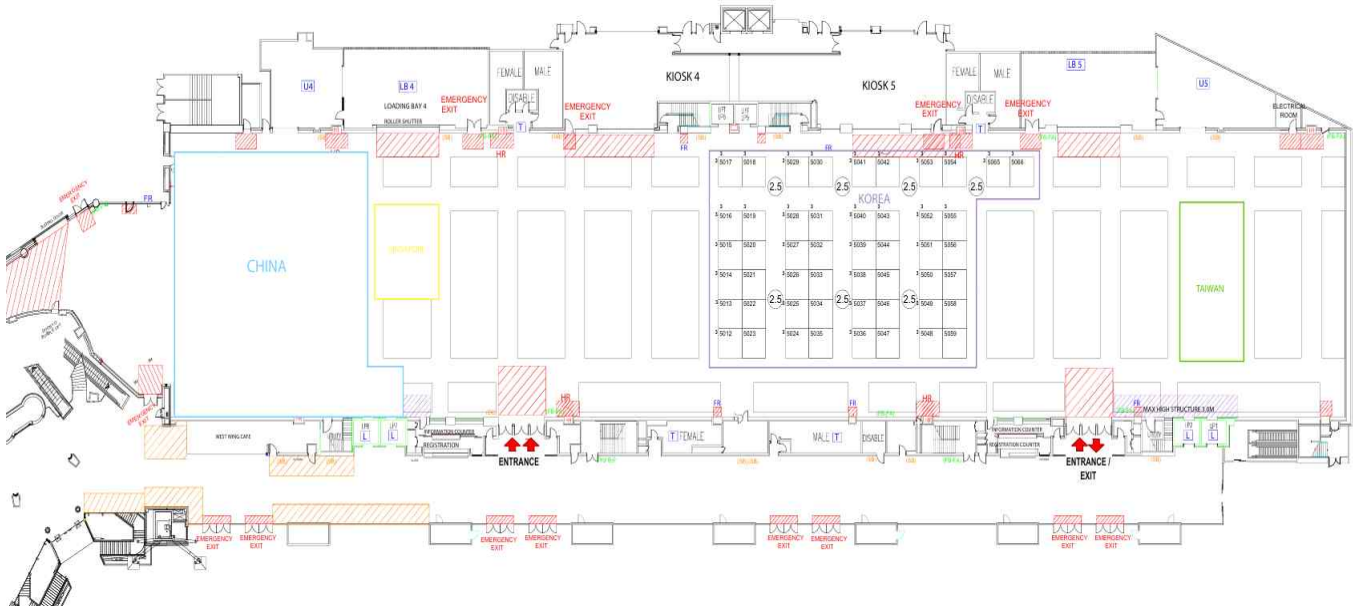 KIOSK 4
KIOSK 5
FEMALE
MALE
FEMALE
MALE
U4
LB 4
LB 5
U5
DISABLE
DISABLE
LOADING BAY 4
ROLLER SHUTTER
EMERGENCY
EXIT
EMERGENCY
EXIT
EMERGENCY
EXIT
EMERGENCY
EXIT
ELECTRICAL
ROOM
T
T
HR
FR
FR
HR
5017 5018 5029 5030 5041 5042 5053 5054 5065 5066
2.5 2.5 2.5 2.5
EMERGENCY
EXIT
FR
KOREA
5016 5019 5028 5031 5040 5043 5052 5055
5015 5020 5027 5032 5039 5044 5051 5056
CHINA
5014 5021 5026 5033 5038 5045 5050 5057
TAIWAN
2.5 2.5 2.5
5013 5022 5025 5034 5037 5046 5049 5058
5012 5023 5024 5035 5036 5047 5048 5059
HR
FR
FR
HR
FR
MAX HIGH STRUCTURE 3.0M
EMERGENCY
EXIT
WEST WING CAFE
L
L
INFORMATION COUNTER
REGISTRATION
ENTRANCE
T FEMALE
MALE T
DISABLE
INFORMATION COUNTER
REGISTRATION COUNTER
ENTRANCE /
EXIT
L
L
EMERGENCY
EXIT
EMERGENCY
EXIT
EMERGENCY
EXIT
EMERGENCY
EXIT
EMERGENCY
EXIT
EMERGENCY
EXIT
EMERGENCY
EXIT
EMERGENCY
EXIT